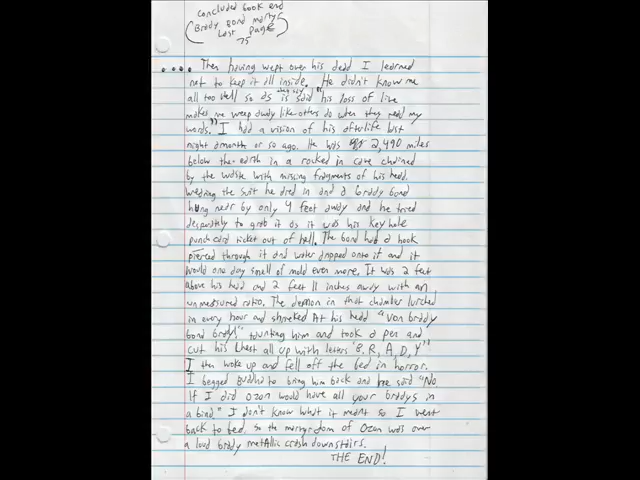 Concluded book end
(Brady Bond martyr
Last page
75
.... Then having wept over his dead I learned
not to keep it all inside. He didn't know me
all too well so as is said they say "his loss of live
makes me weep away like others do when they read my
words." I had a vision of his afterlife last
night a month or so ago. He was 2,490 miles
below the earth in a rocked in cave chained
by the waste with missing fragments of his head.
wearing the suit he died in and a brady bond
hung near by only 4 feet away and he tried
desparatly to grab it as it was his key hole
punch card ticket out of hell. The bond had a hook
pierced through it and water dropped onto it and it
would one day smell of mold even more. It was 2 feet
above his head and 2 feet 11 inches away with an
unmeasured ratio. The demon in that chamber lurched
in every hour and shreked At his head "Von brady
bond brady!" taunting him and took a pen and
cut his chest all up with letters "B, R, A, D, Y"
I then woke up and fell off the bed in horror.
I begged Buddha to bring him back and he said "No
If I did Ozan would have all your bradys in
a bind." I don't know what it meant so I went
back to bed. So the martyrdom of Ozan was over
a loud brady metallic crash downstairs.
THE END!